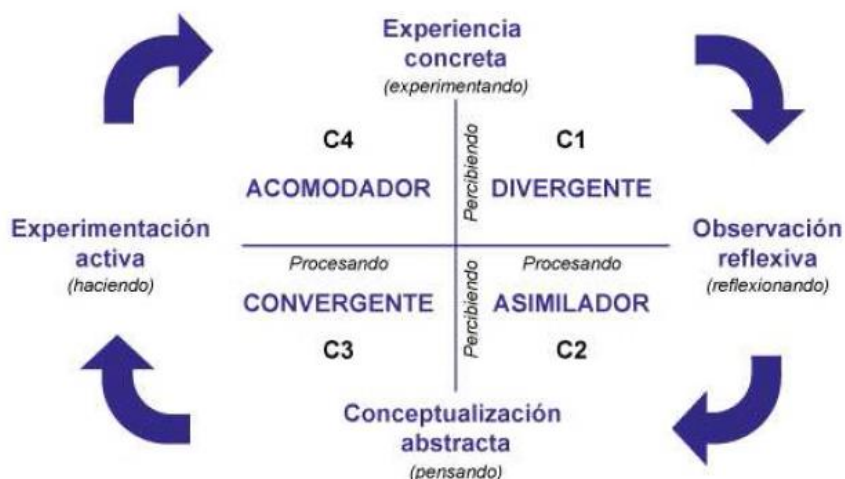 Experiencia
concreta
(experimentando)
C4
C1
Percibiendo
ACOMODADOR
DIVERGENTE
Experimentación
activa
(haciendo)
Observación
reflexiva
(reflexionando)
Procesando
Procesando
CONVERGENTE
Percibiendo
ASIMILADOR
C3
C2
Conceptualización
abstracta
(pensando)